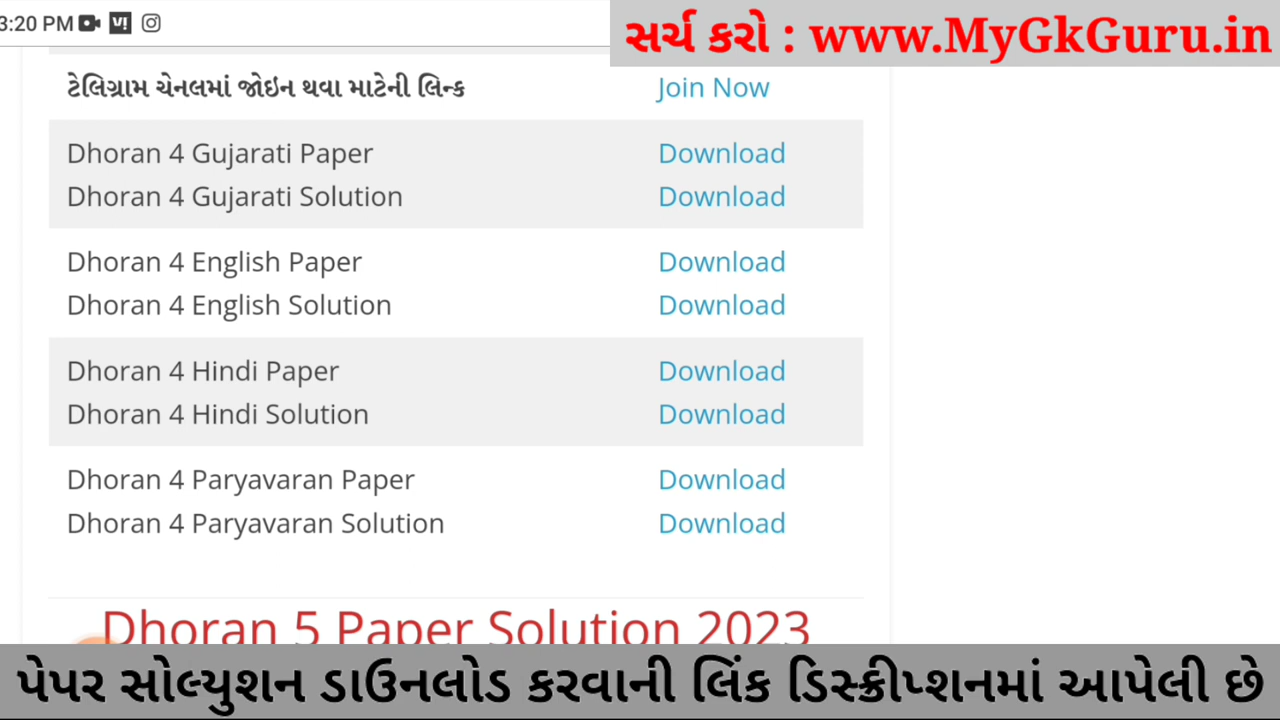 3:20 PM
સર્ચ કરો : www.MyGkGuru.in
ટેલિગ્રામ ચેનલમાં જોઇન થવા માટેની લિન્ક Join Now
Dhoran 4 Gujarati Paper Download
Dhoran 4 Gujarati Solution Download
Dhoran 4 English Paper Download
Dhoran 4 English Solution Download
Dhoran 4 Hindi Paper Download
Dhoran 4 Hindi Solution Download
Dhoran 4 Paryavaran Paper Download
Dhoran 4 Paryavaran Solution Download
Dhoran 5 Paper Solution 2023
પેપર સોલ્યુશન ડાઉનલોડ કરવાની લિંક ડિસ્ક્રીપ્શનમાં આપેલી છે